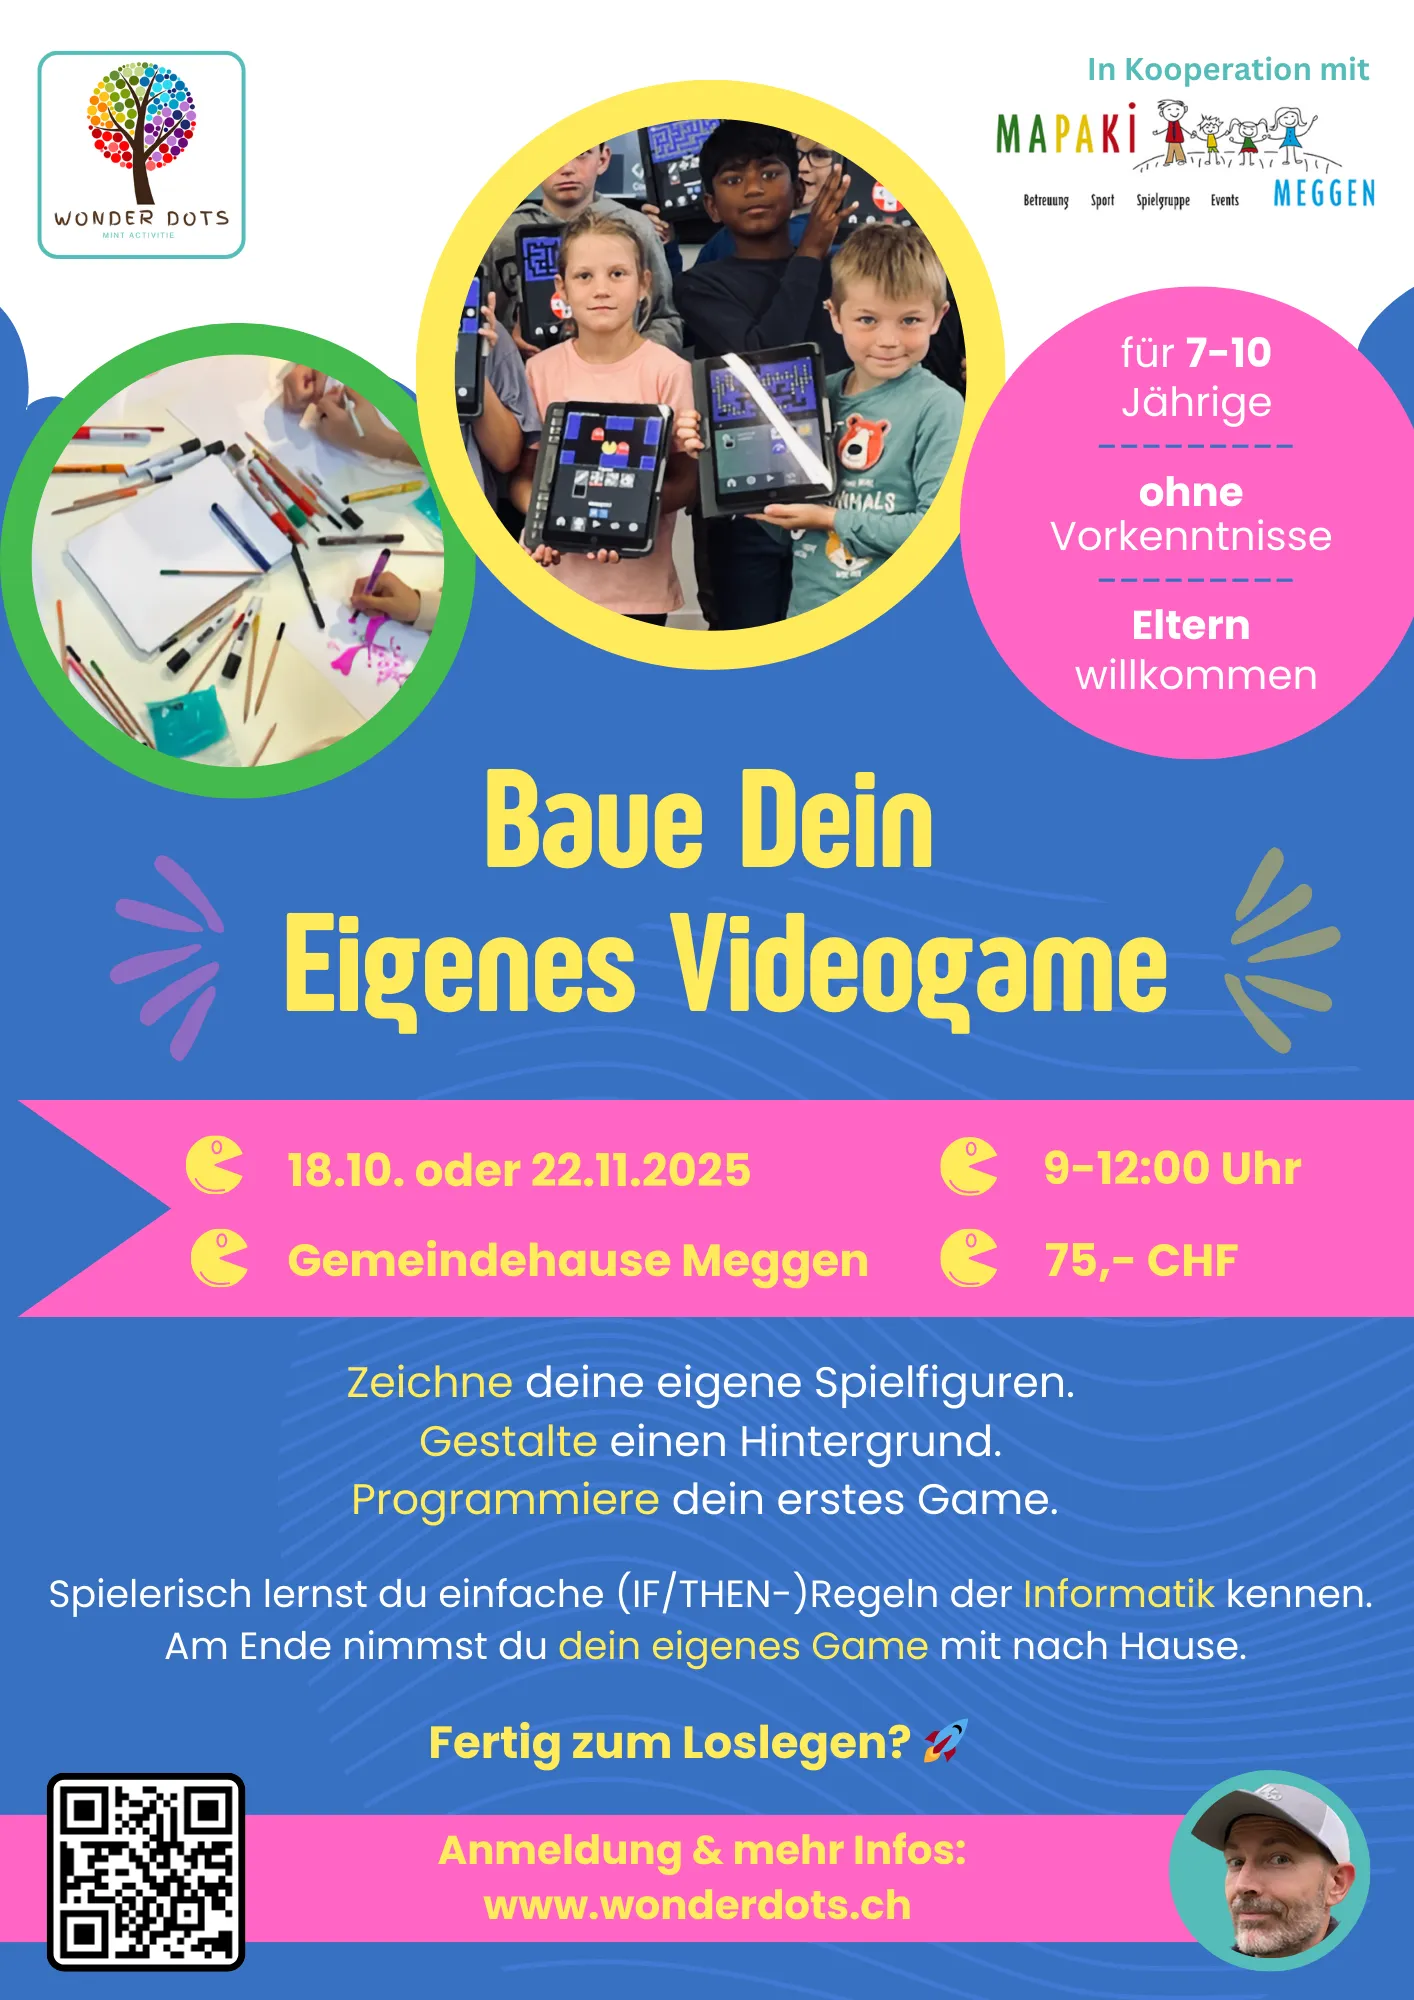 WONDER DOTS
MINT ACTIVITIE
In Kooperation mit
MAPAKI
Betreuung Sport Spielgruppe Events
MEGGEN
für 7-10
Jährige
ohne
Vorkenntnisse
Eltern
willkommen
Baue Dein
Eigenes Videogame
18.10. oder 22.11.2025
9-12:00 Uhr
Gemeindehause Meggen
75,- CHF
Zeichne deine eigene Spielfiguren.
Gestalte einen Hintergrund.
Programmiere dein erstes Game.
Spielerisch lernst du einfache (IF/THEN-)Regeln der Informatik kennen.
Am Ende nimmst du dein eigenes Game mit nach Hause.
Fertig zum Loslegen? 🚀
Anmeldung & mehr Infos:
www.wonderdots.ch